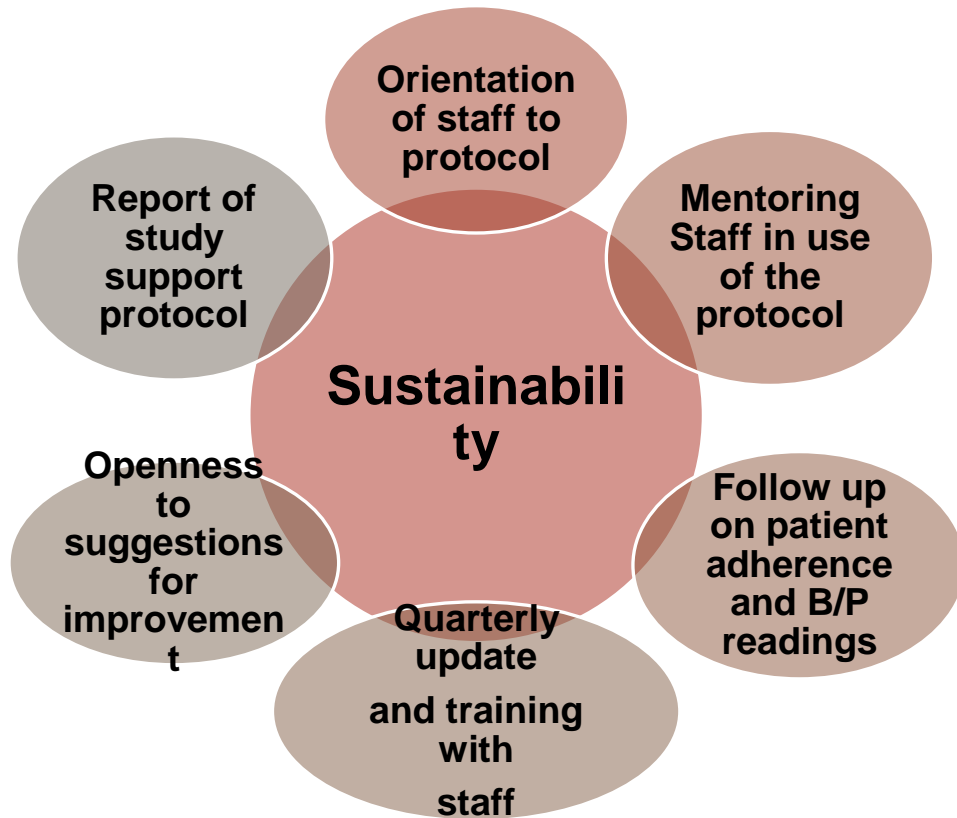 Orientation
of staff to
protocol
Mentoring
Staff in use
of the
protocol
Follow up
on patient
adherence
and B/P
readings
Quarterly
update
and training
with
staff
Openness
to
suggestions
for
improvemen
t
Report of
study
support
protocol
Sustainabili
ty